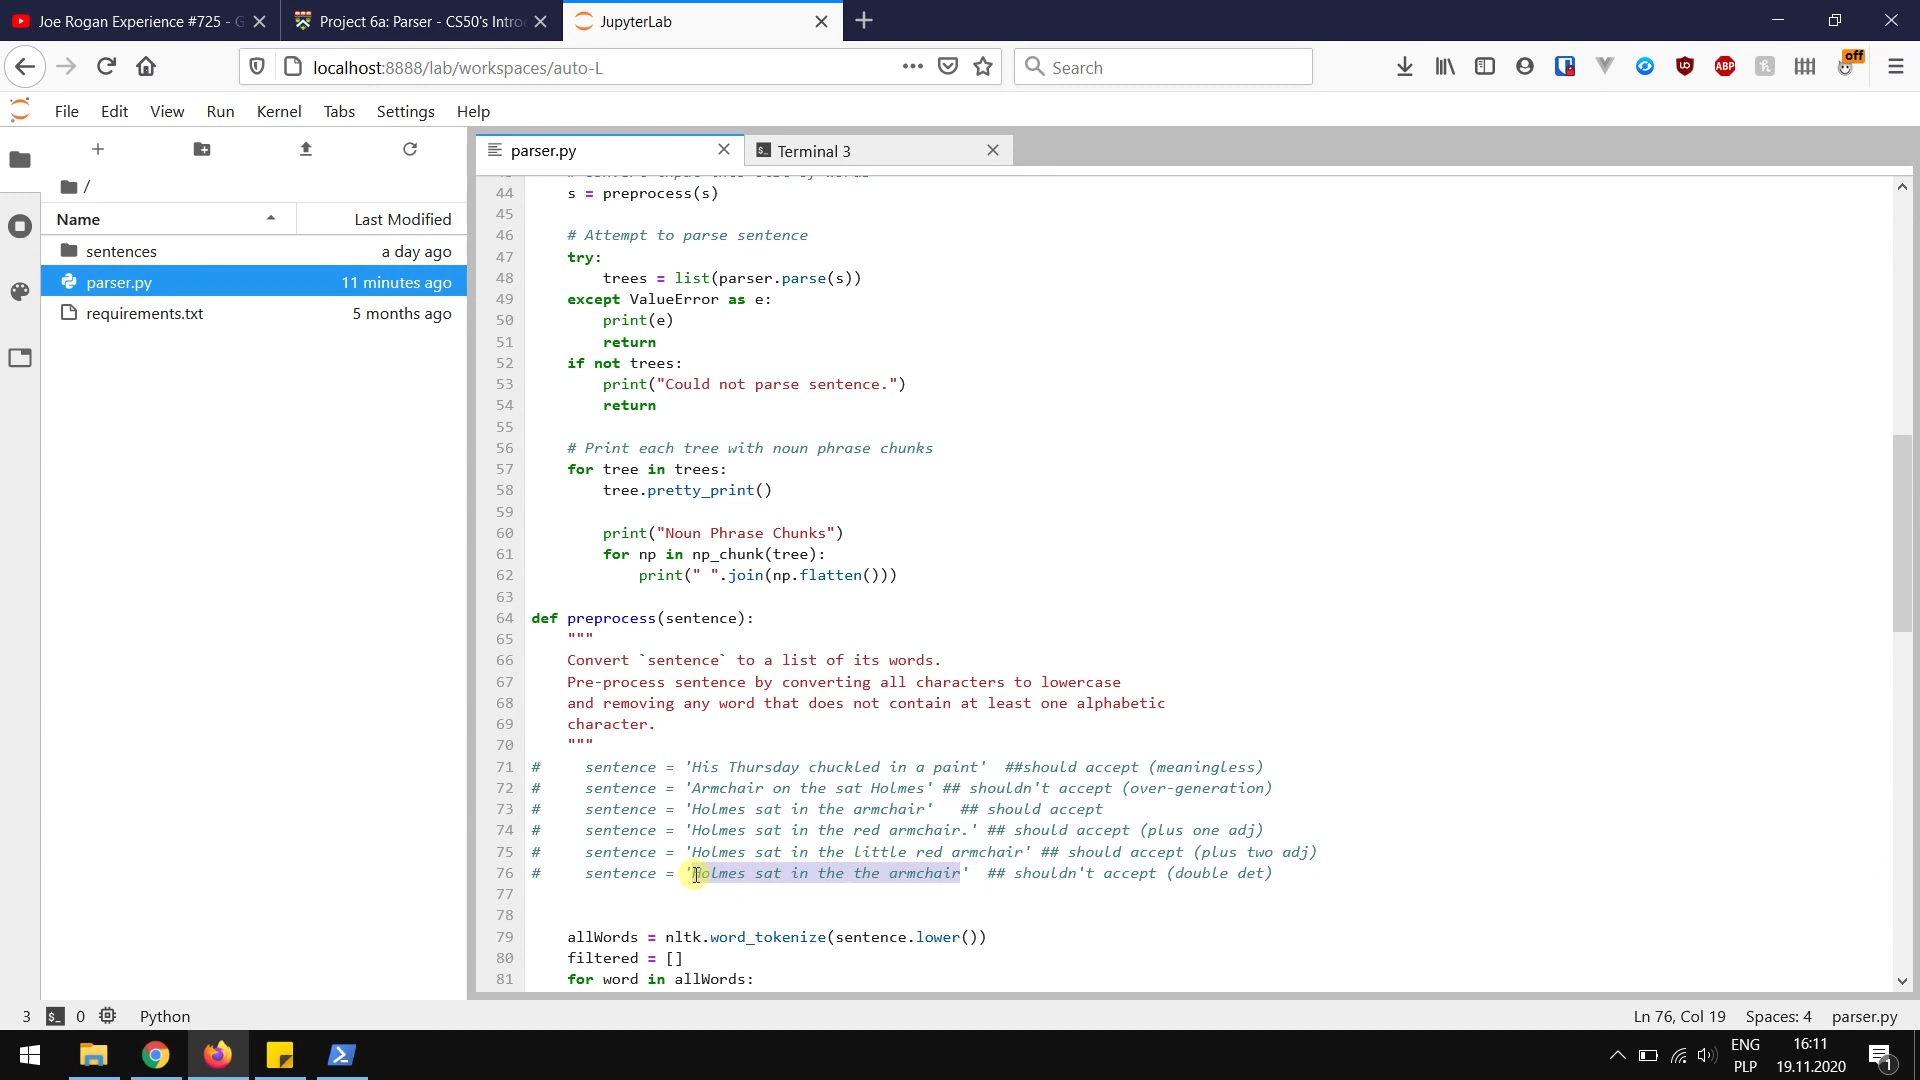 Joe Rogan Experience #725 - G
Project 6a: Parser - CS50's Intro
JupyterLab
localhost:8888/lab/workspaces/auto-L
Search
ABP
off
File Edit View Run Kernel Tabs Settings Help
parser.py
Terminal 3
/
Name Last Modified
sentences a day ago
parser.py 11 minutes ago
requirements.txt 5 months ago
44 s = preprocess(s)
45
46 # Attempt to parse sentence
47 try:
48 trees = list(parser.parse(s))
49 except ValueError as e:
50 print(e)
51 return
52 if not trees:
53 print("Could not parse sentence.")
54 return
55
56 # Print each tree with noun phrase chunks
57 for tree in trees:
58 tree.pretty_print()
59
60 print("Noun Phrase Chunks")
61 for np in np_chunk(tree):
62 print(" ".join(np.flatten()))
63
64 def preprocess(sentence):
65 """
66 Convert `sentence` to a list of its words.
67 Pre-process sentence by converting all characters to lowercase
68 and removing any word that does not contain at least one alphabetic
69 character.
70 """
71 # sentence = 'His Thursday chuckled in a paint' ##should accept (meaningless)
72 # sentence = 'Armchair on the sat Holmes' ## shouldn't accept (over-generation)
73 # sentence = 'Holmes sat in the armchair' ## should accept
74 # sentence = 'Holmes sat in the red armchair.' ## should accept (plus one adj)
75 # sentence = 'Holmes sat in the little red armchair' ## should accept (plus two adj)
76 # sentence = 'Holmes sat in the the armchair' ## shouldn't accept (double det)
77
78
79 allWords = nltk.word_tokenize(sentence.lower())
80 filtered = []
81 for word in allWords:
3 0 Python
Ln 76, Col 19 Spaces: 4 parser.py
ENG
PLP
16:11
19.11.2020
1